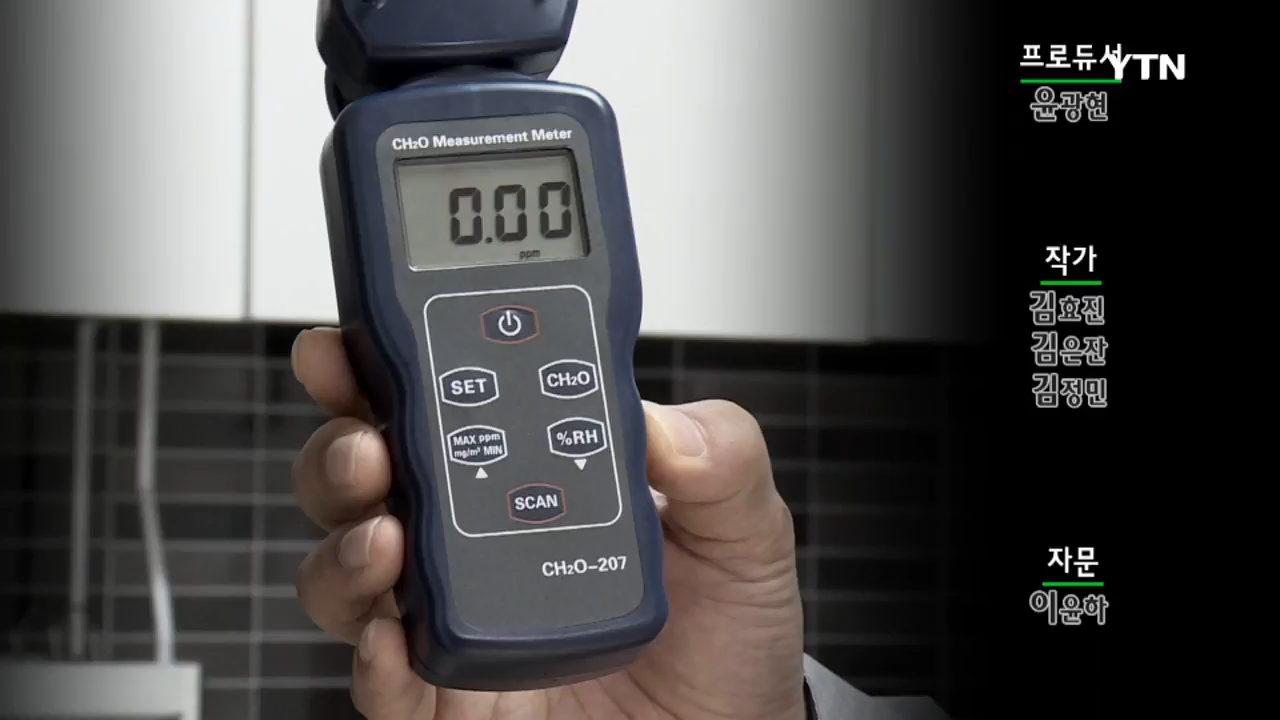 CH₂O Measurement Meter
0.00
ppm
SET
CH₂O
MAX ppm
mg/m³ MIN
%RH
SCAN
CH₂O-207
프로듀서
YTN
윤광현
작가
김효진
김은잔
김정민
자문
이윤하